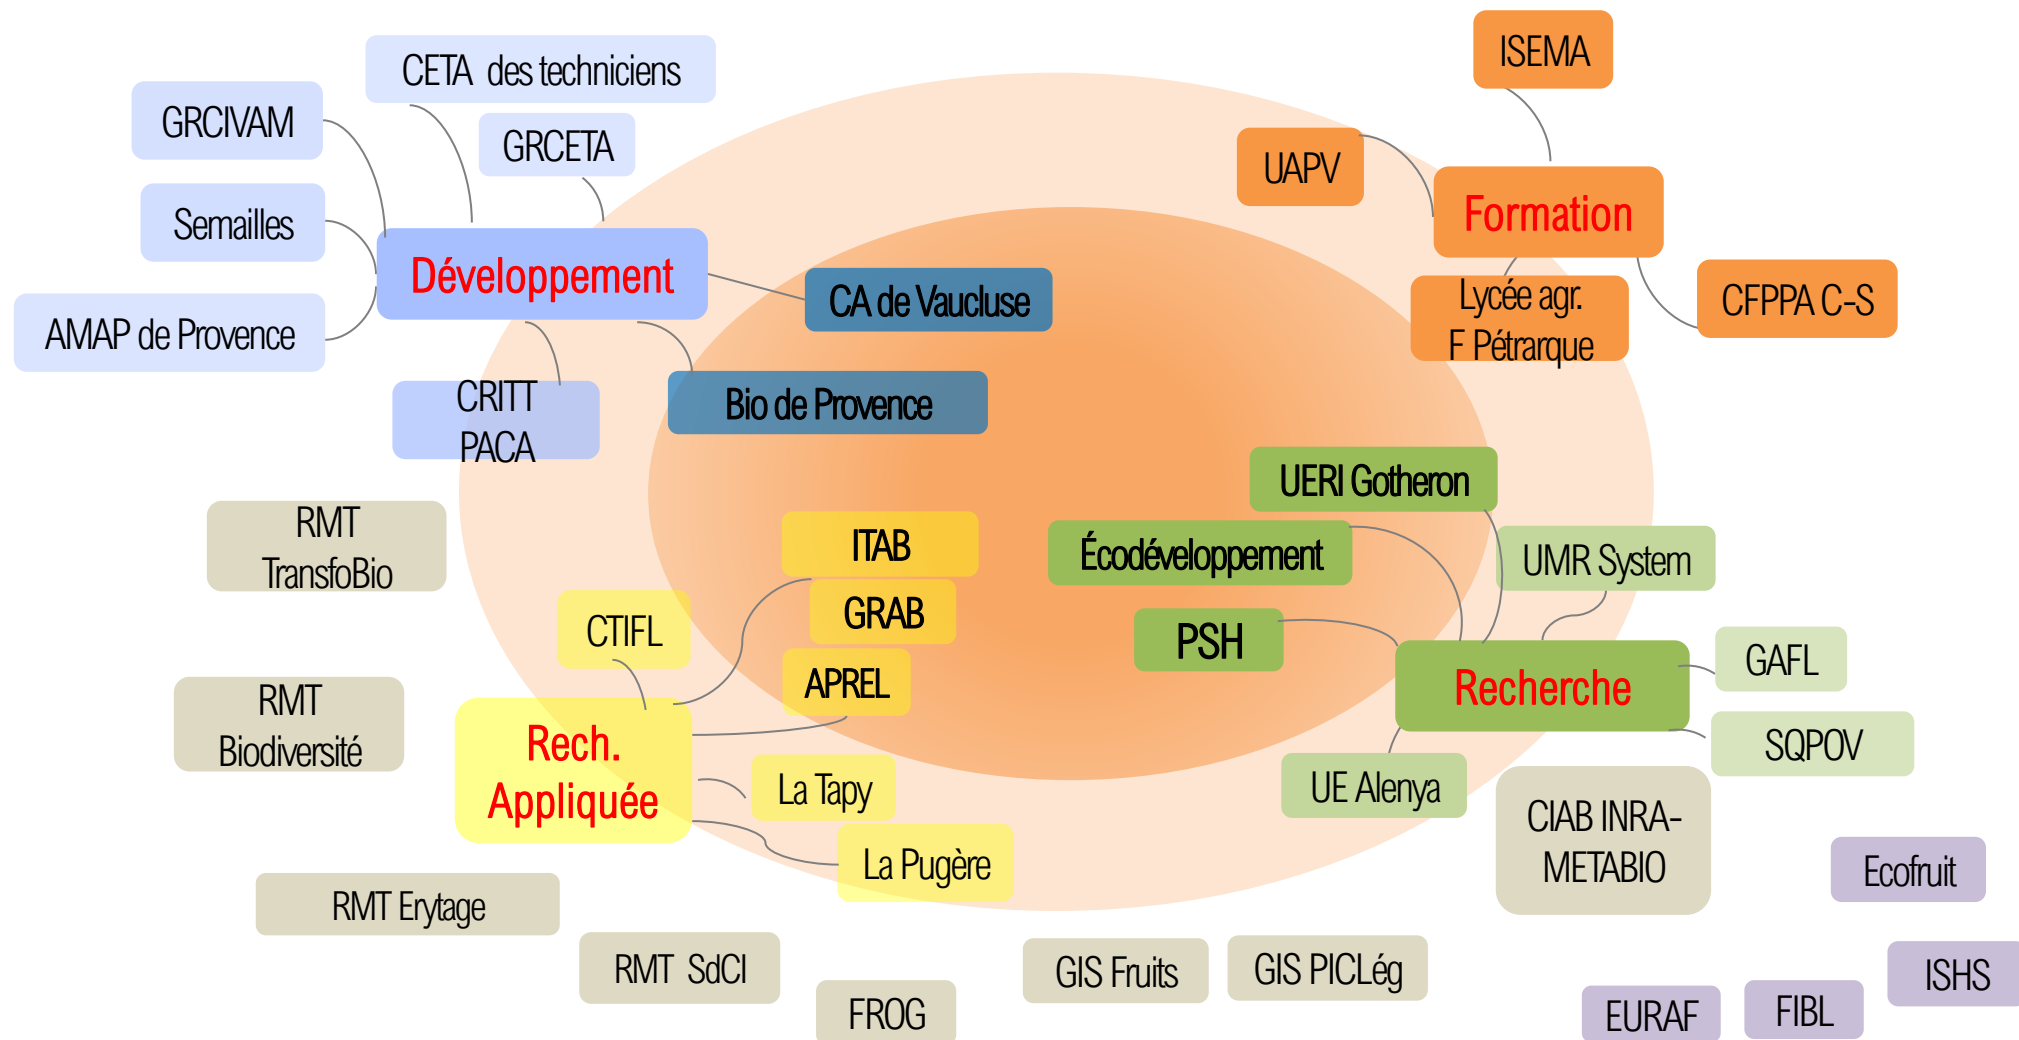 ISEMA
CETA des techniciens
GRCIVAM
GRCETA
UAPV
Semailles
Formation
Développement
CA de Vaucluse
Lycée agr.
F Pétrarque
CFPPA C-S
AMAP de Provence
CRITT
PACA
Bio de Provence
UERI Gotheron
RMT
TransfoBio
ITAB
Écodéveloppement
UMR System
GRAB
CTIFL
PSH
GAFL
APREL
Recherche
RMT
Biodiversité
Rech.
Appliquée
SQPOV
La Tapy
UE Alenya
CIAB INRA-
METABIO
La Pugère
Ecofruit
RMT Erytage
RMT SdCI
GIS Fruits
GIS PICLég
ISHS
FROG
EURAF
FIBL